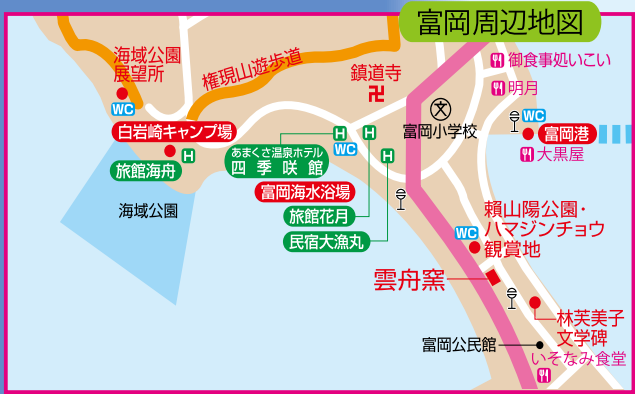 富岡周辺地図
海域公園
展望所
WC
権現山遊歩道
鎮道寺
御食事処いこい
明月
富岡小学校
文
WC
富岡港
大黒屋
白岩崎キャンプ場
旅館海舟
H
海域公園
あまくさ温泉ホテル
四季咲館
H
H
WC
H
富岡海水浴場
旅館花月
民宿大漁丸
頼山陽公園・
ハマジンチョウ
観賞地
WC
雲舟窯
林芙美子
文学碑
富岡公民館
いそなみ食堂